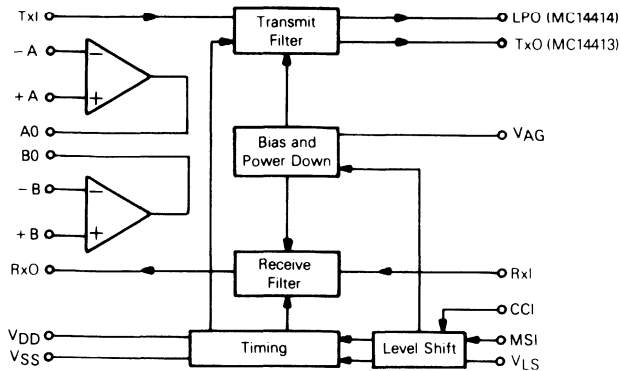 TxI
Transmit
Filter
LPO (MC14414)
TxO (MC14413)
– A
–
+ A
+
A0
B0
Bias and
Power Down
VAG
– B
–
+ B
+
RxO
Receive
Filter
RxI
CCI
VDD
Timing
Level Shift
MSI
VSS
VLS